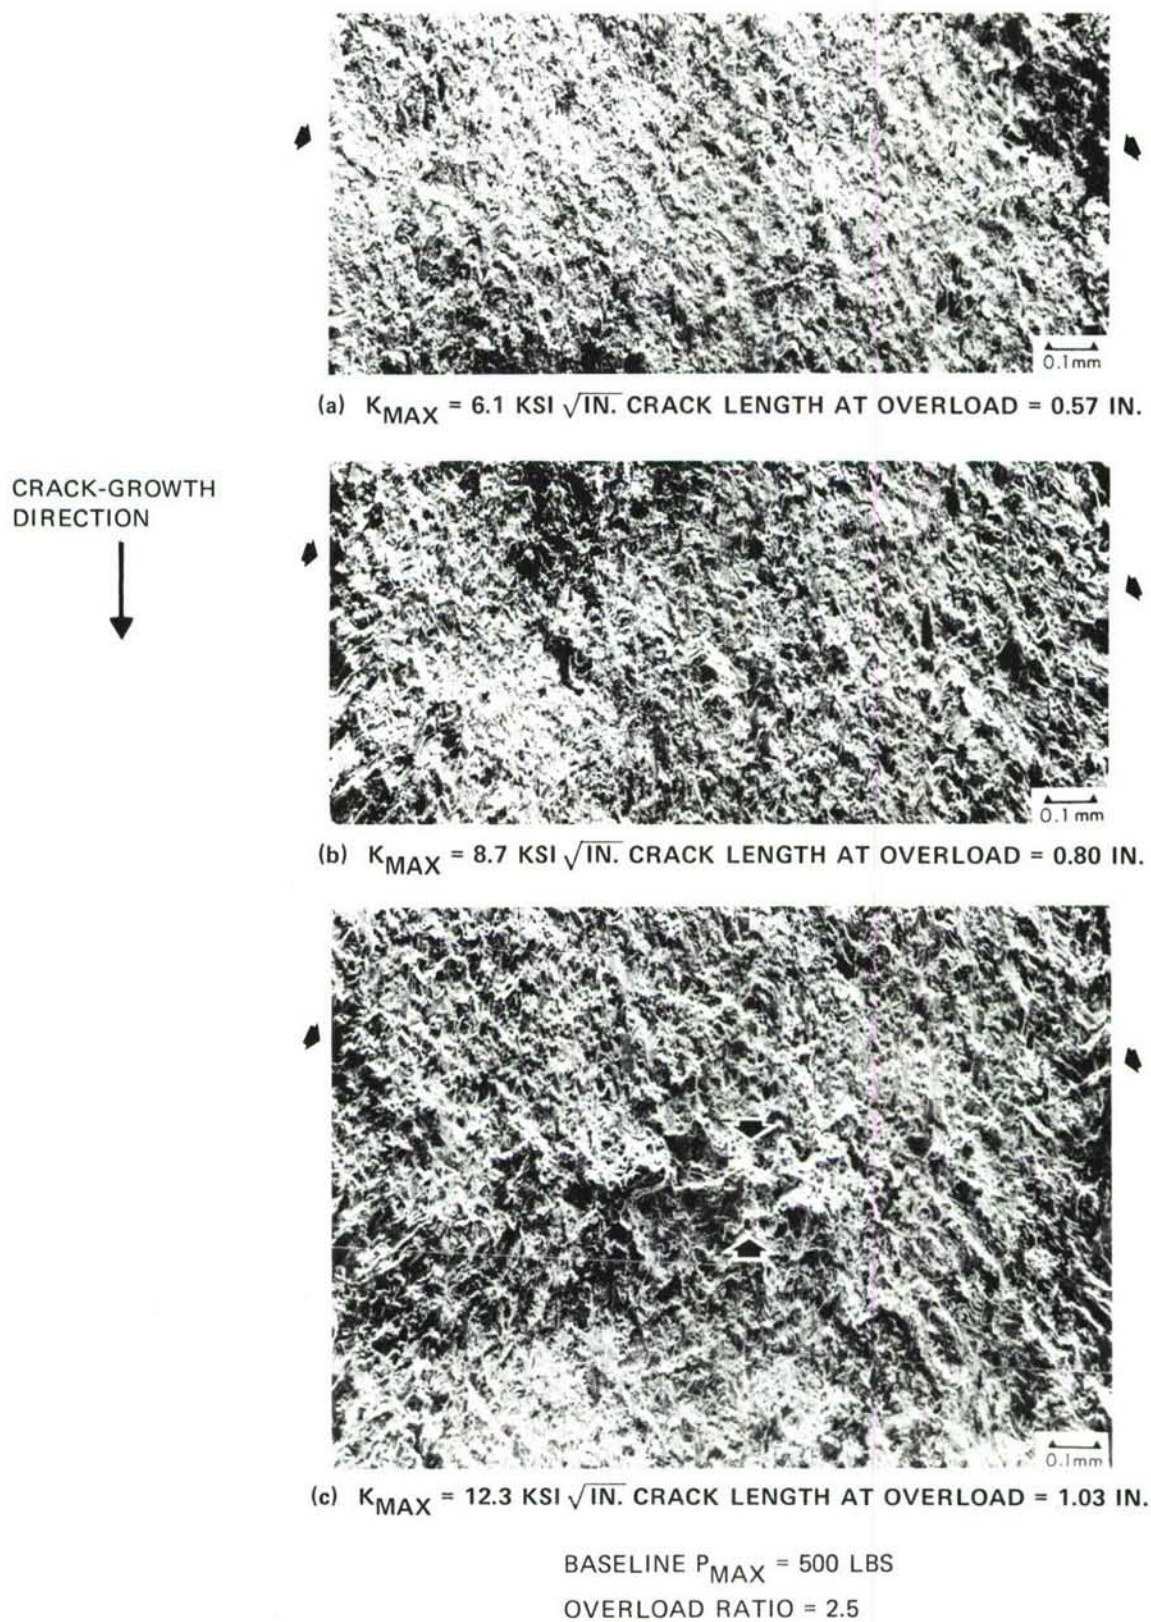 0.1mm
(a) KMAX = 6.1 KSI √IN. CRACK LENGTH AT OVERLOAD = 0.57 IN.
CRACK-GROWTH
DIRECTION
0.1mm
(b) KMAX = 8.7 KSI √IN. CRACK LENGTH AT OVERLOAD = 0.80 IN.
0.1mm
(c) KMAX = 12.3 KSI √IN. CRACK LENGTH AT OVERLOAD = 1.03 IN.
BASELINE PMAX = 500 LBS
OVERLOAD RATIO = 2.5